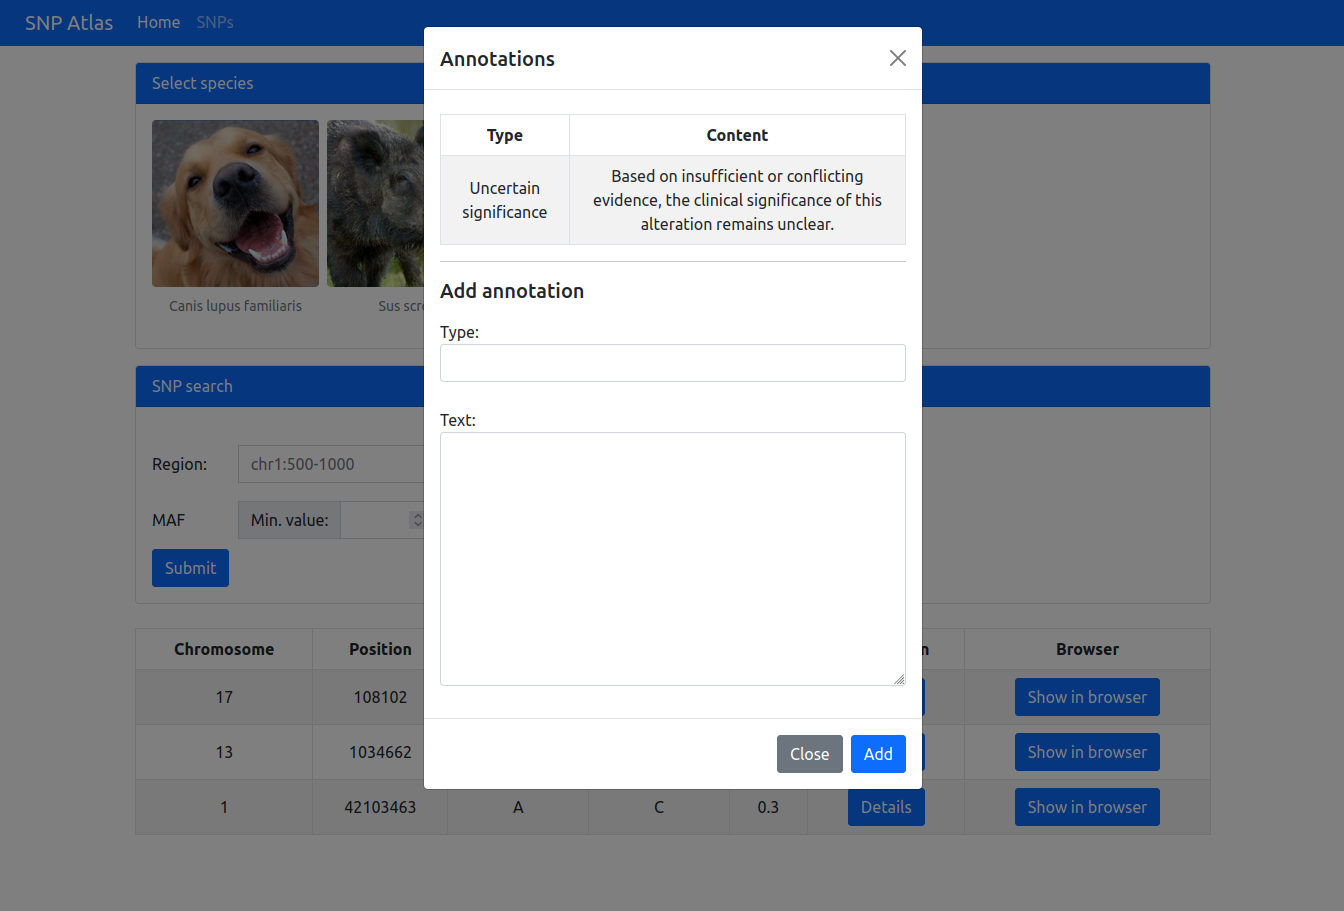 SNP Atlas Home SNPs
Annotations
Select species
Type Content
Uncertain
significance
Based on insufficient or conflicting
evidence, the clinical significance of this
alteration remains unclear.
Canis lupus familiaris Sus
Add annotation
Type:
SNP search
Text:
Region: chr1:500-1000
MAF Min. value:
Submit
Chromosome Position Browser
17 108102 Show in browser
13 1034662 Show in browser
Close Add
1 42103463 A C 0.3 Details Show in browser